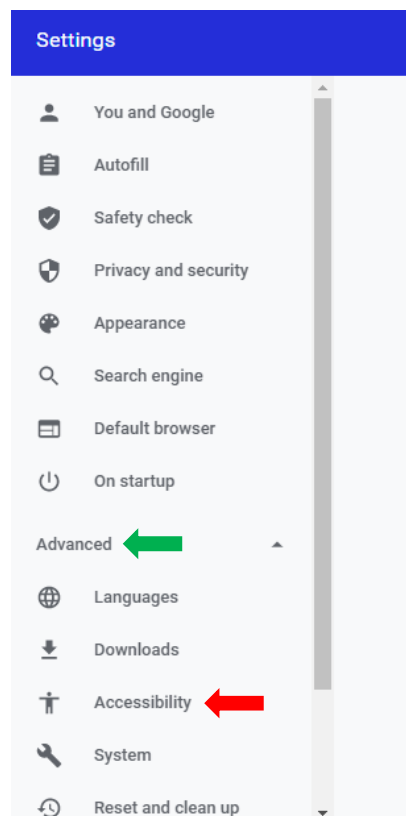 Settings
You and Google
Autofill
Safety check
Privacy and security
Appearance
Search engine
Default browser
On startup
Advanced
Languages
Downloads
Accessibility
System
Reset and clean up